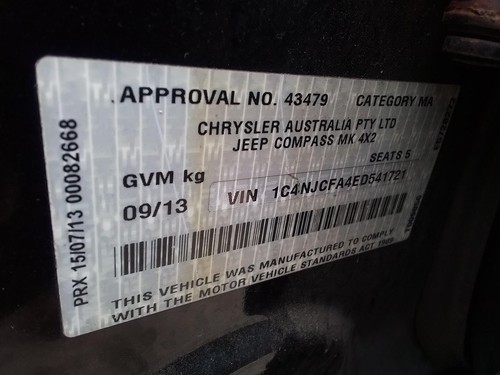 APPROVAL NO. 43479 CATEGORY MA
CHRYSLER AUSTRALIA PTY LTD
JEEP COMPASS MK 4X2
SEATS 5
GVM kg
09/13 VIN 1C4NJCFA4ED541721
THIS VEHICLE WAS MANUFACTURED TO COMPLY
WITH THE MOTOR VEHICLE STANDARDS ACT 1989
PRX 15/07/13 00082668